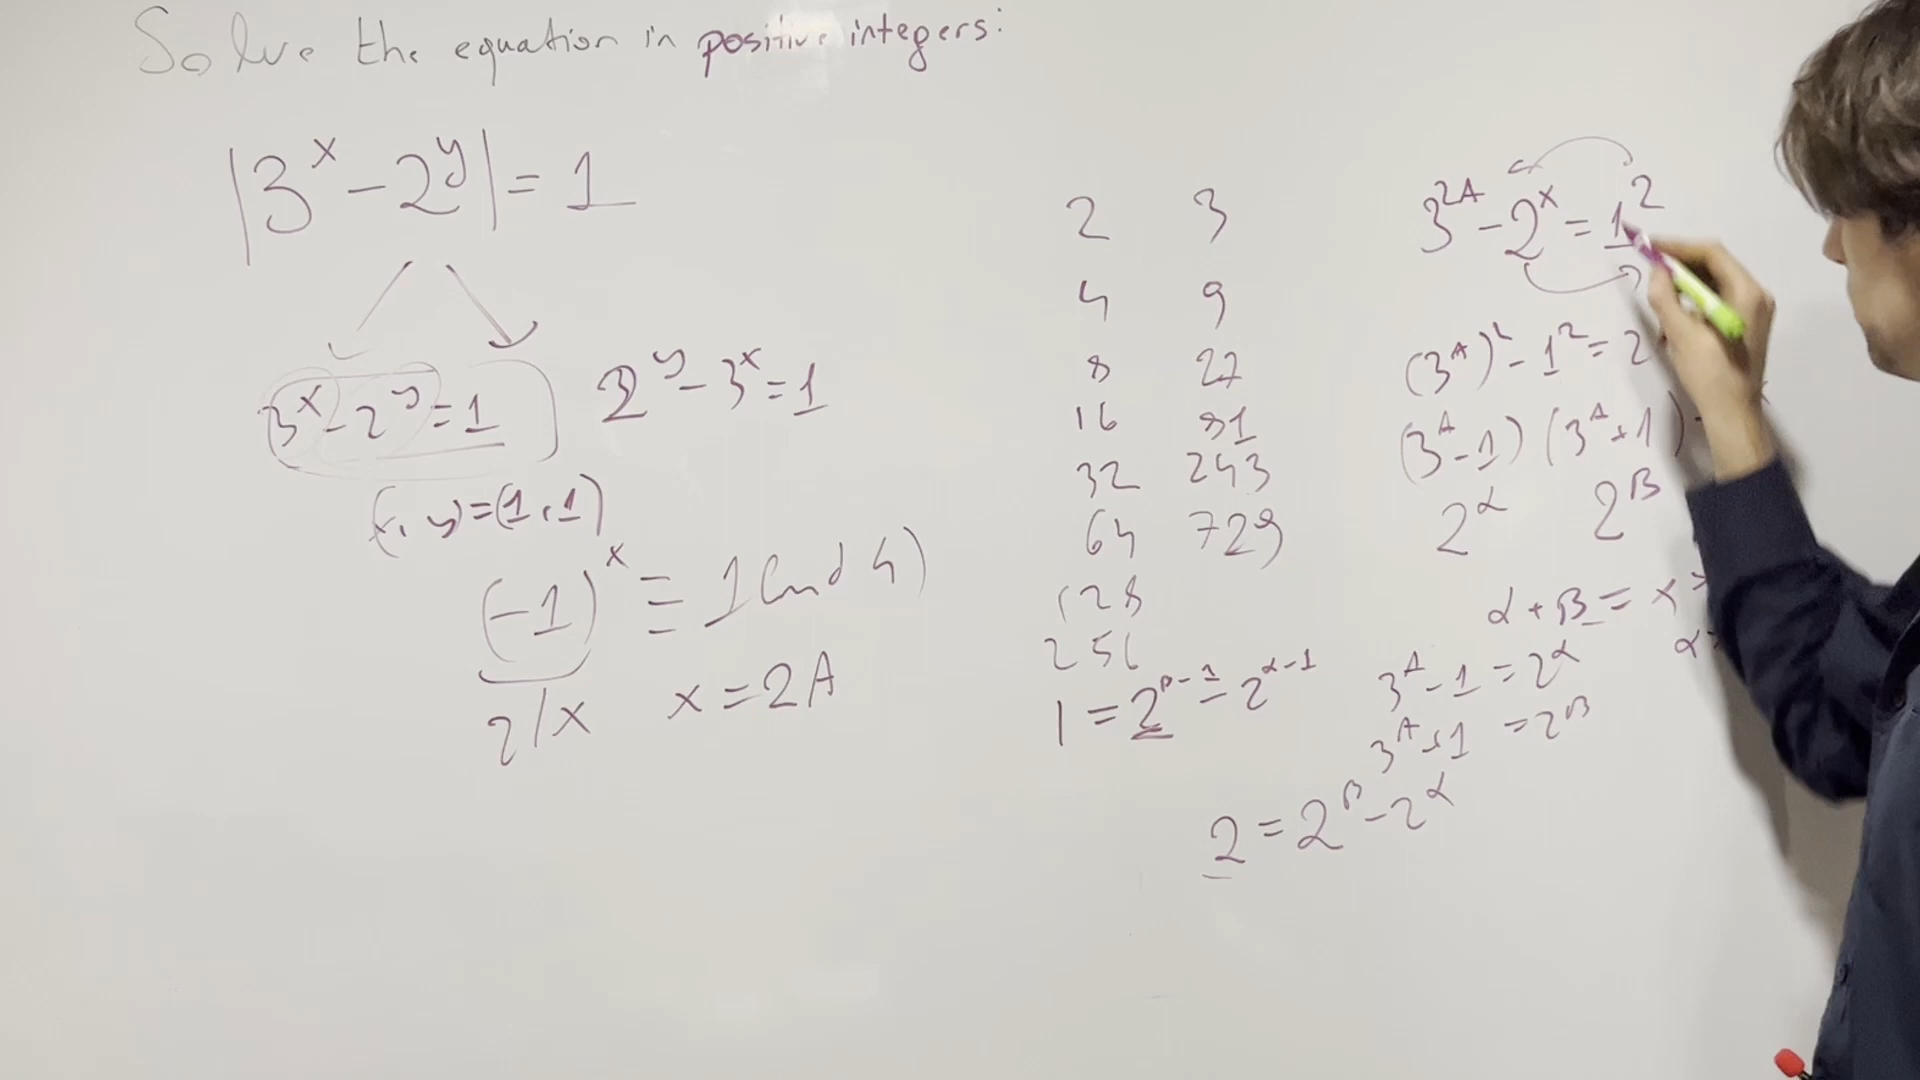 Solve the equation in positive integers:
|3^x - 2^y| = 1
3^x - 2^y = 1
2^y - 3^x = 1
(x, y) = (1, 1)
(-1)^x ≡ 1 (mod 4)
2/x x = 2A
2 3
4 9
8 27
16 81
32 243
64 729
128
256
1 = 2^{β-1} - 2^{α-1}
3^{2A} - 2^x = 1^2
(3^A)^2 - 1^2 = 2
(3^A - 1) (3^A + 1)
2^α 2^β
α + β = x
3^A - 1 = 2^α
3^A + 1 = 2^β
2 = 2^β - 2^α